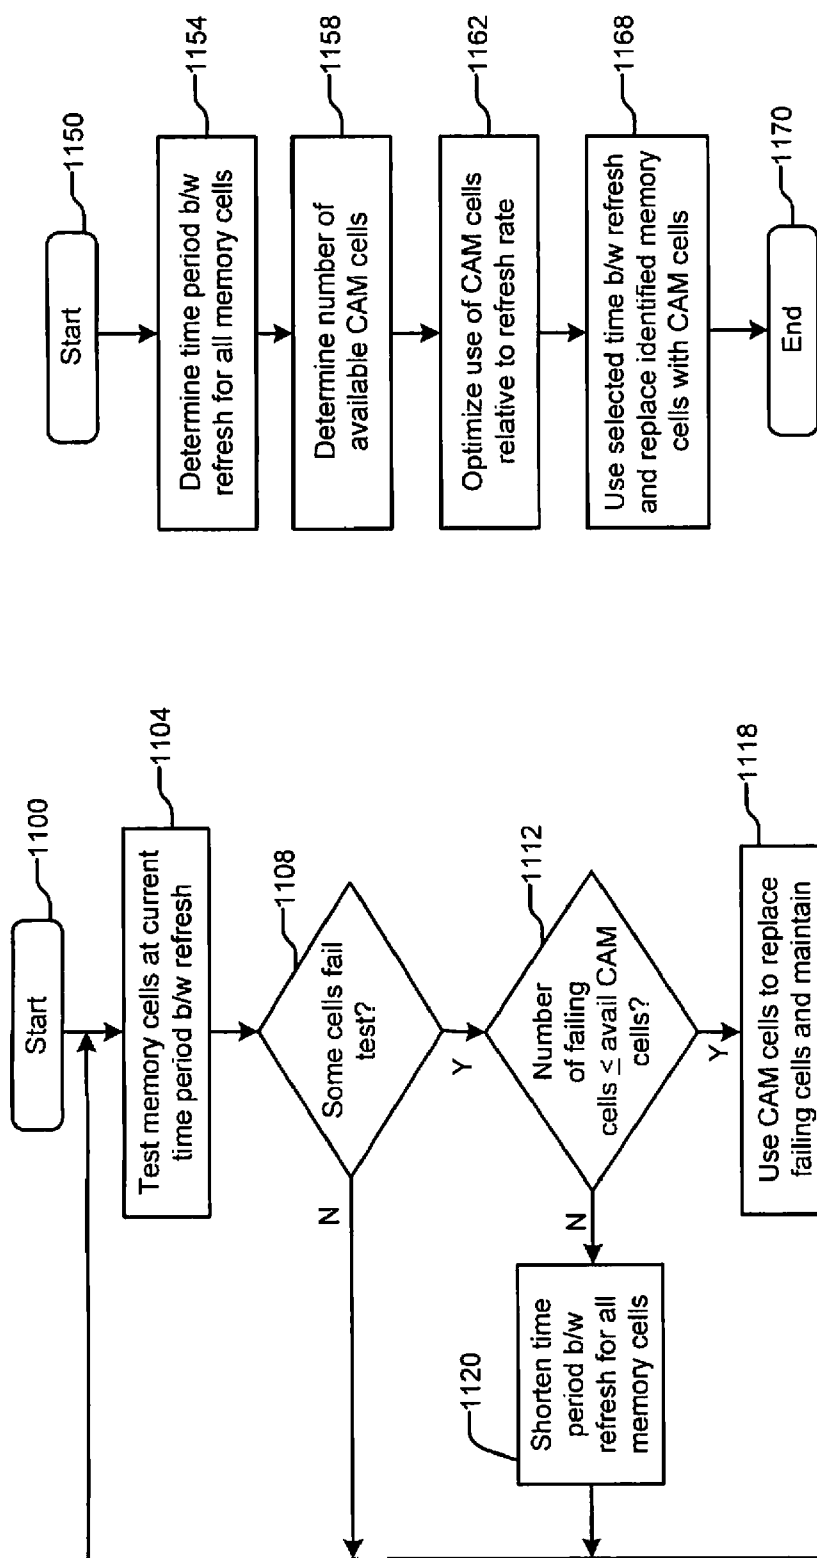 Start
1100
Test memory cells at current
time period b/w refresh
1104
Some cells fail
test?
1108
N
Y
Number
of failing
cells ≤ avail CAM
cells?
1112
N
Y
Shorten time
period b/w
refresh for all
memory cells
1120
Use CAM cells to replace
failing cells and maintain
1118
Start
1150
Determine time period b/w
refresh for all memory cells
1154
Determine number of
available CAM cells
1158
Optimize use of CAM cells
relative to refresh rate
1162
Use selected time b/w refresh
and replace identified memory
cells with CAM cells
1168
End
1170